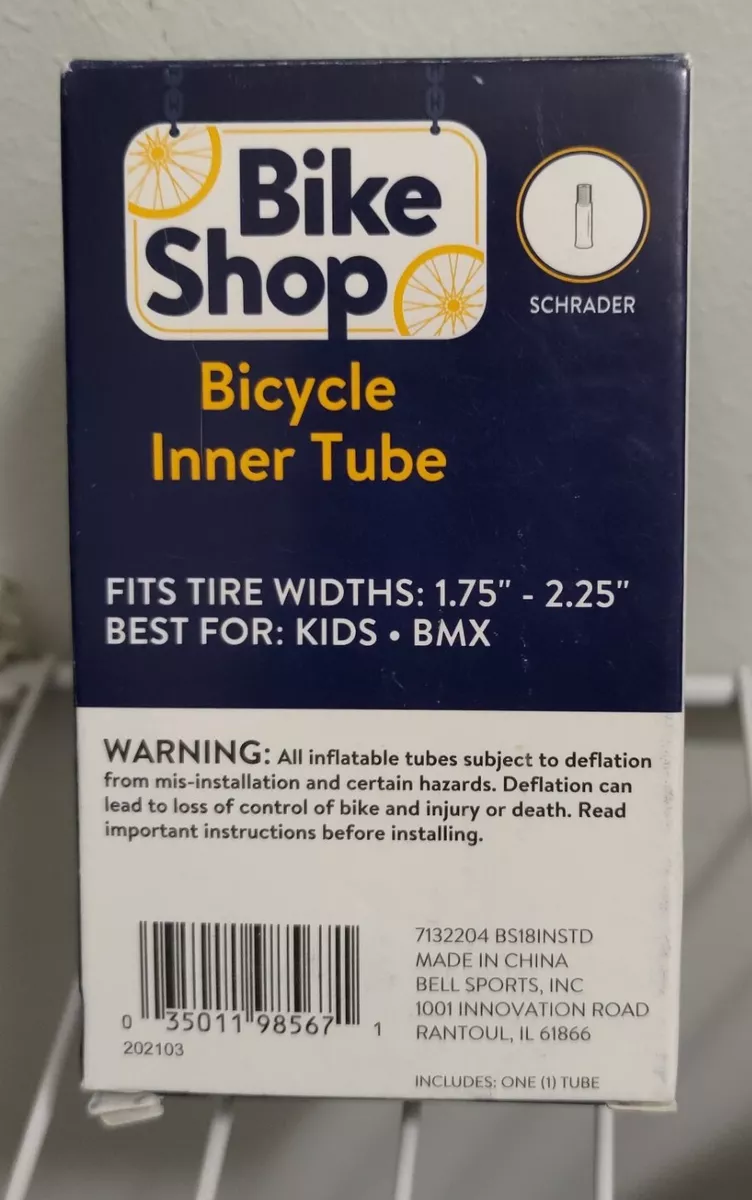 Bike
Shop
SCHRADER
Bicycle
Inner Tube
FITS TIRE WIDTHS: 1.75" - 2.25"
BEST FOR: KIDS • BMX
WARNING: All inflatable tubes subject to deflation
from mis-installation and certain hazards. Deflation can
lead to loss of control of bike and injury or death. Read
important instructions before installing.
0 35011 98567 1
202103
7132204 BS18INSTD
MADE IN CHINA
BELL SPORTS, INC
1001 INNOVATION ROAD
RANTOUL, IL 61866
INCLUDES: ONE (1) TUBE